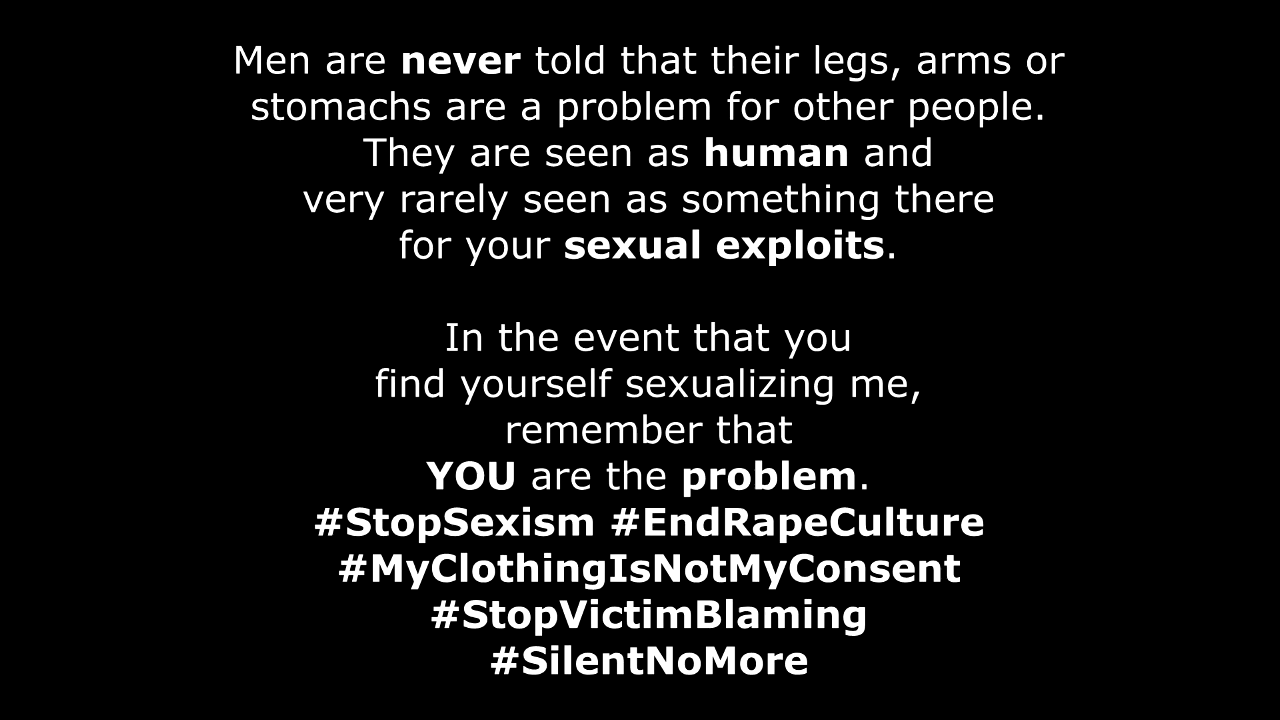 Men are never told that their legs, arms or
stomachs are a problem for other people.
They are seen as human and
very rarely seen as something there
for your sexual exploits.
In the event that you
find yourself sexualizing me,
remember that
YOU are the problem.
#StopSexism #EndRapeCulture
#MyClothingIsNotMyConsent
#StopVictimBlaming
#SilentNoMore